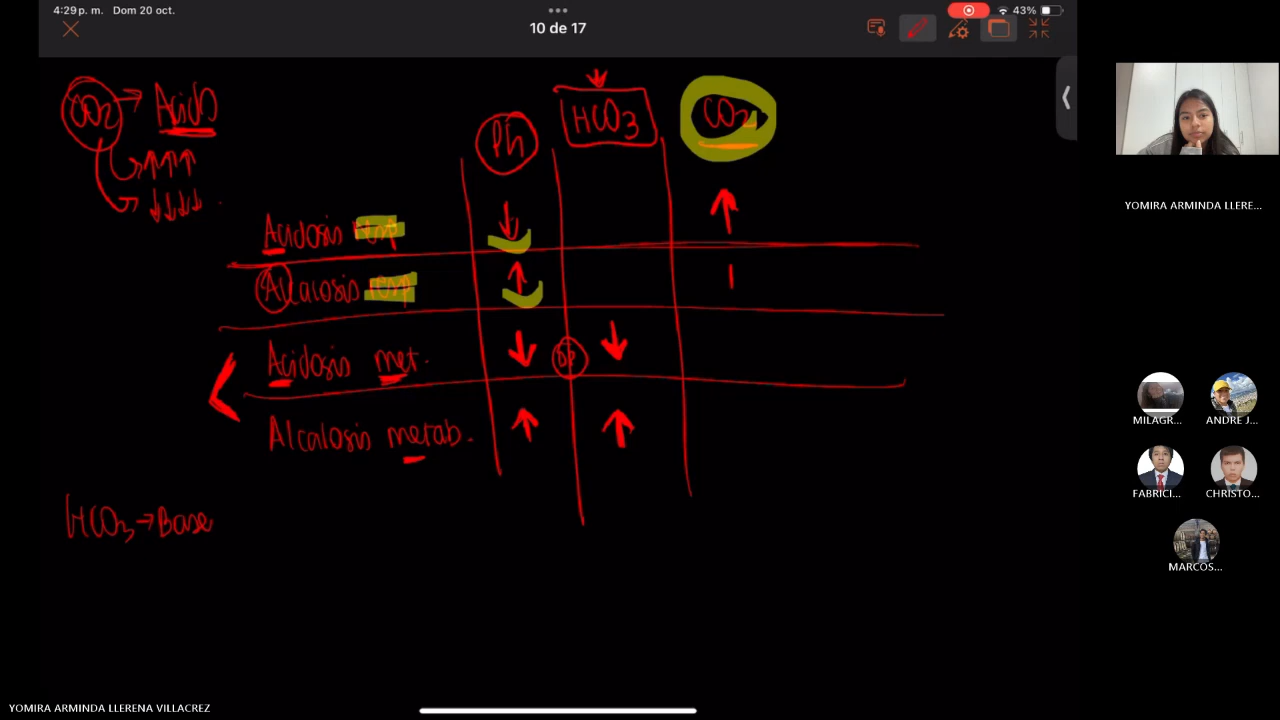 4:29 p. m. Dom 20 oct.
43%
10 de 17
CO2 → Acids
HCO3
CO2
Ph
Acidosis resp
Alcalosis resp
Acidosis met.
Alcalosis metab.
HCO3 → Base
YOMIRA ARMINDA LLERE...
MILAGR...
ANDRE J...
FABRICI...
CHRISTO...
MARCOS...
YOMIRA ARMINDA LLERENA VILLACREZ